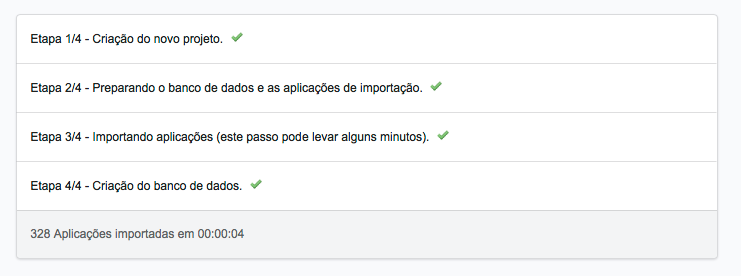 Etapa 1/4 - Criação do novo projeto.
Etapa 2/4 - Preparando o banco de dados e as aplicações de importação.
Etapa 3/4 - Importando aplicações (este passo pode levar alguns minutos).
Etapa 4/4 - Criação do banco de dados.
328 Aplicações importadas em 00:00:04